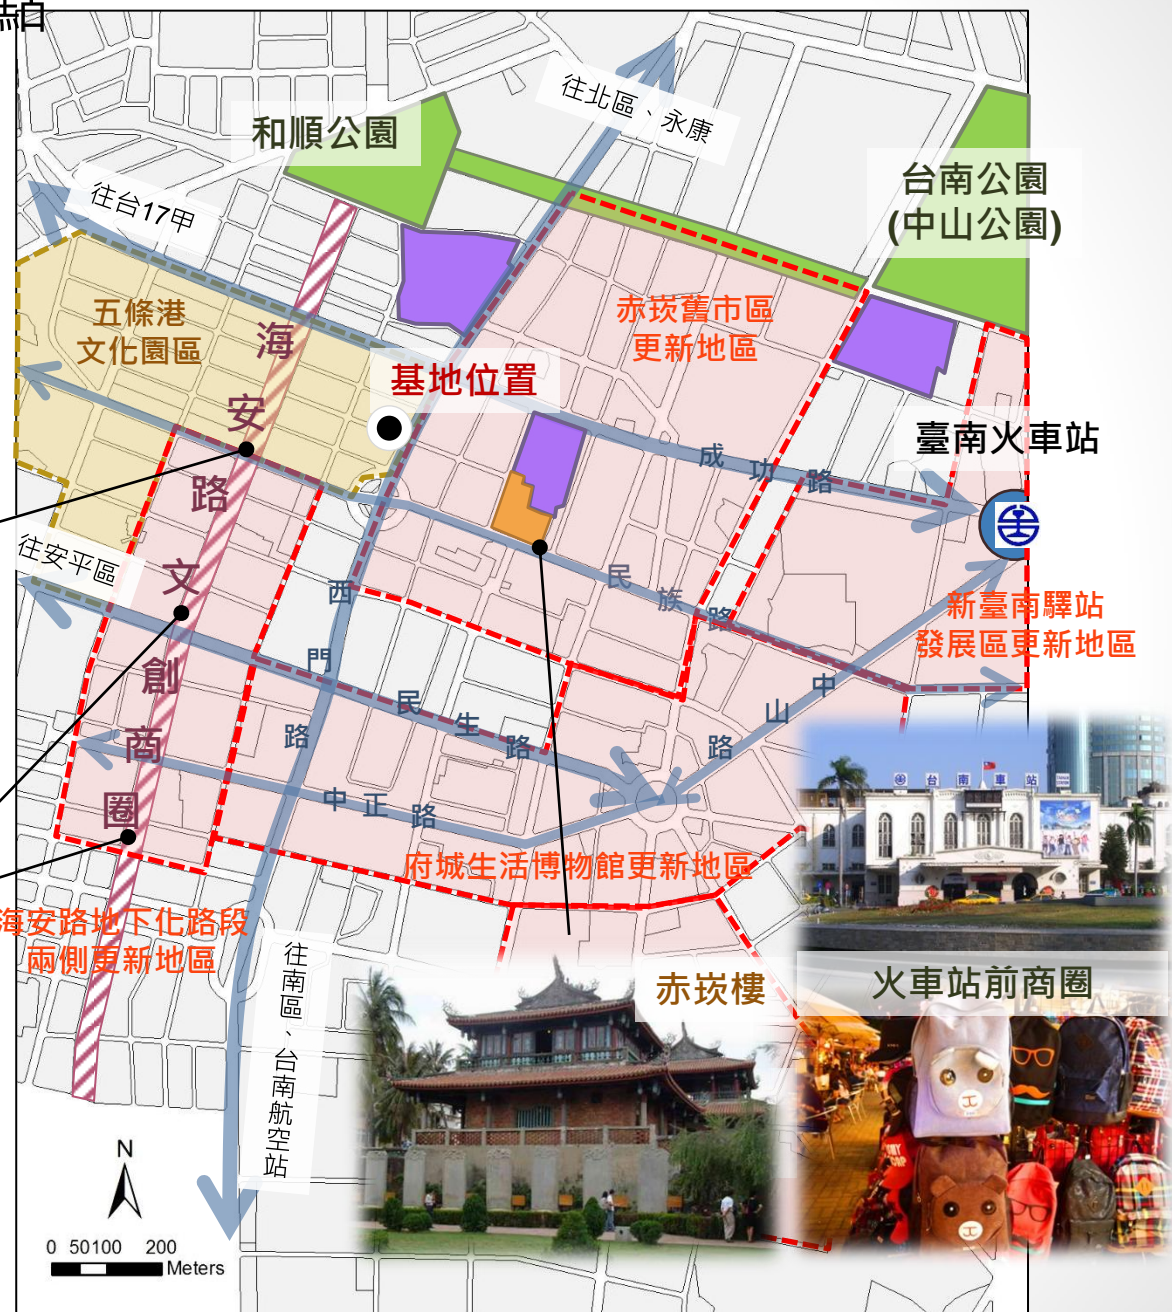 和順公園
往北區、永康
台南公園
(中山公園)
往台17甲
五條港
文化園區
赤崁舊市區
更新地區
基地位置
臺南火車站
海安路文創商圈
成功路
往安平區
民族路
西門路
新臺南驛站
發展區更新地區
民生路
中山路
中正路
台南車站
府城生活博物館更新地區
海安路地下化路段
兩側更新地區
往南區、台南航空站
赤崁樓
火車站前商圈
N
0 50100 200
Meters